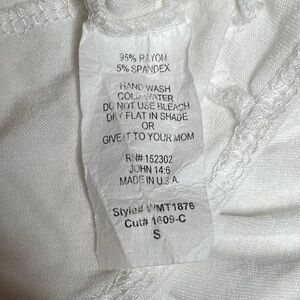 95% RAYON
5% SPANDEX
HAND WASH
COLD WATER
DO NOT USE BLEACH
DRY FLAT IN SHADE
OR
GIVE IT TO YOUR MOM
RN# 152302
JOHN 14:6
MADE IN U.S.A.
Style# WMT1876
Cut# 1609-C
S